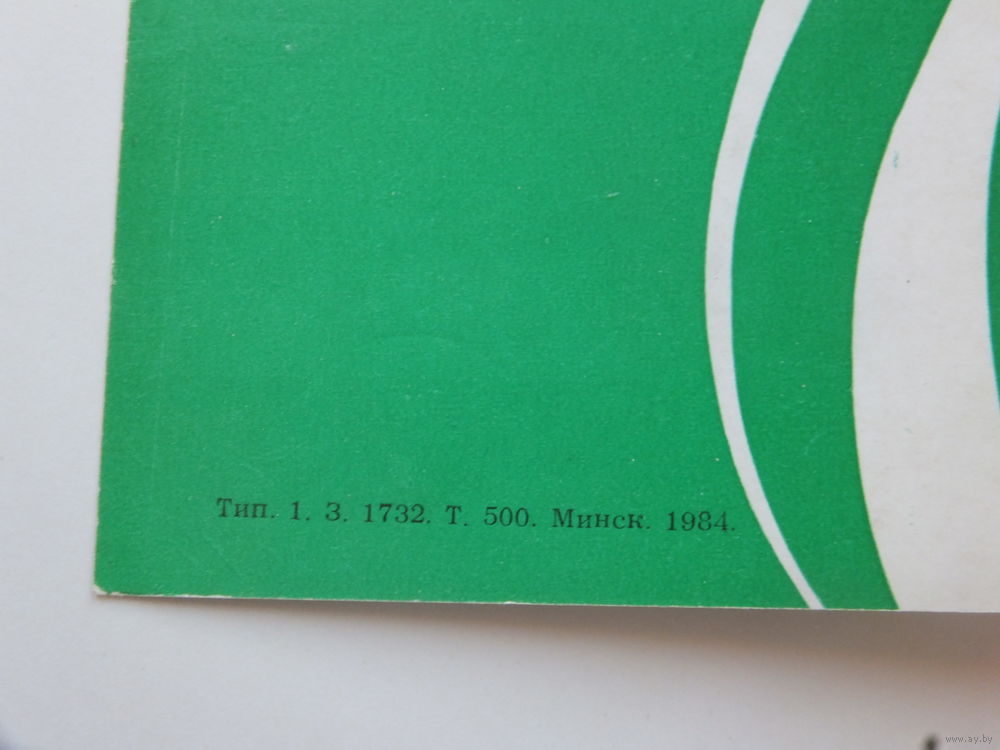 Тип. 1. З. 1732. Т. 500. Минск. 1984.
www.ay.by